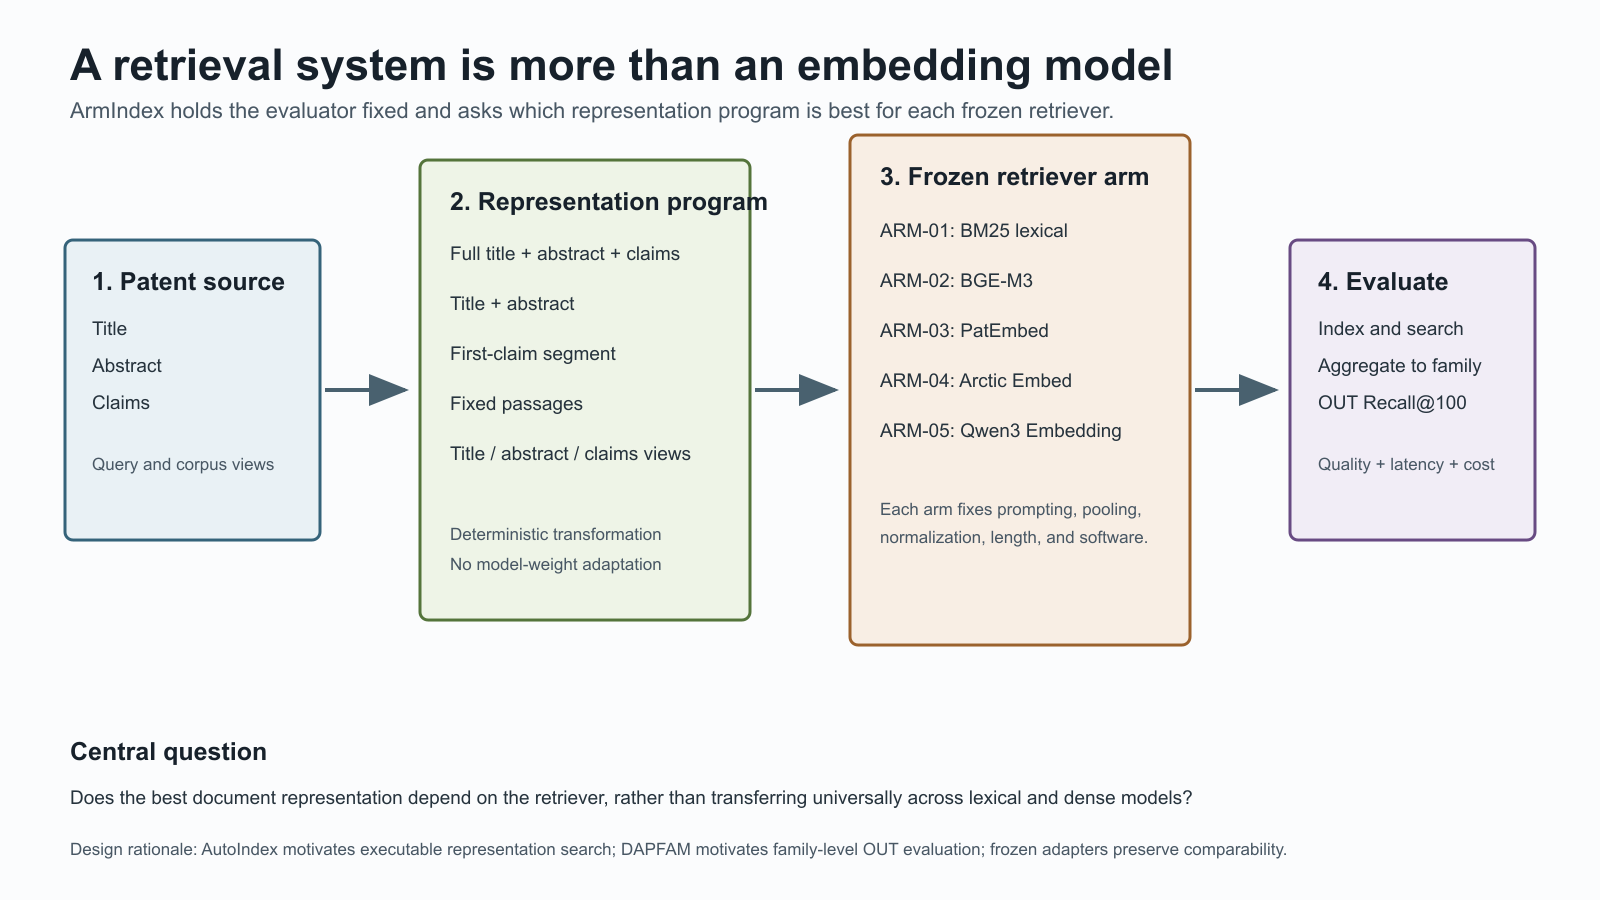 A retrieval system is more than an embedding model
ArmIndex holds the evaluator fixed and asks which representation program is best for each frozen retriever.
1. Patent source
Title
Abstract
Claims
Query and corpus views
2. Representation program
Full title + abstract + claims
Title + abstract
First-claim segment
Fixed passages
Title / abstract / claims views
Deterministic transformation
No model-weight adaptation
3. Frozen retriever arm
ARM-01: BM25 lexical
ARM-02: BGE-M3
ARM-03: PatEmbed
ARM-04: Arctic Embed
ARM-05: Qwen3 Embedding
Each arm fixes prompting, pooling,
normalization, length, and software.
4. Evaluate
Index and search
Aggregate to family
OUT Recall@100
Quality + latency + cost
Central question
Does the best document representation depend on the retriever, rather than transferring universally across lexical and dense models?
Design rationale: AutoIndex motivates executable representation search; DAPFAM motivates family-level OUT evaluation; frozen adapters preserve comparability.